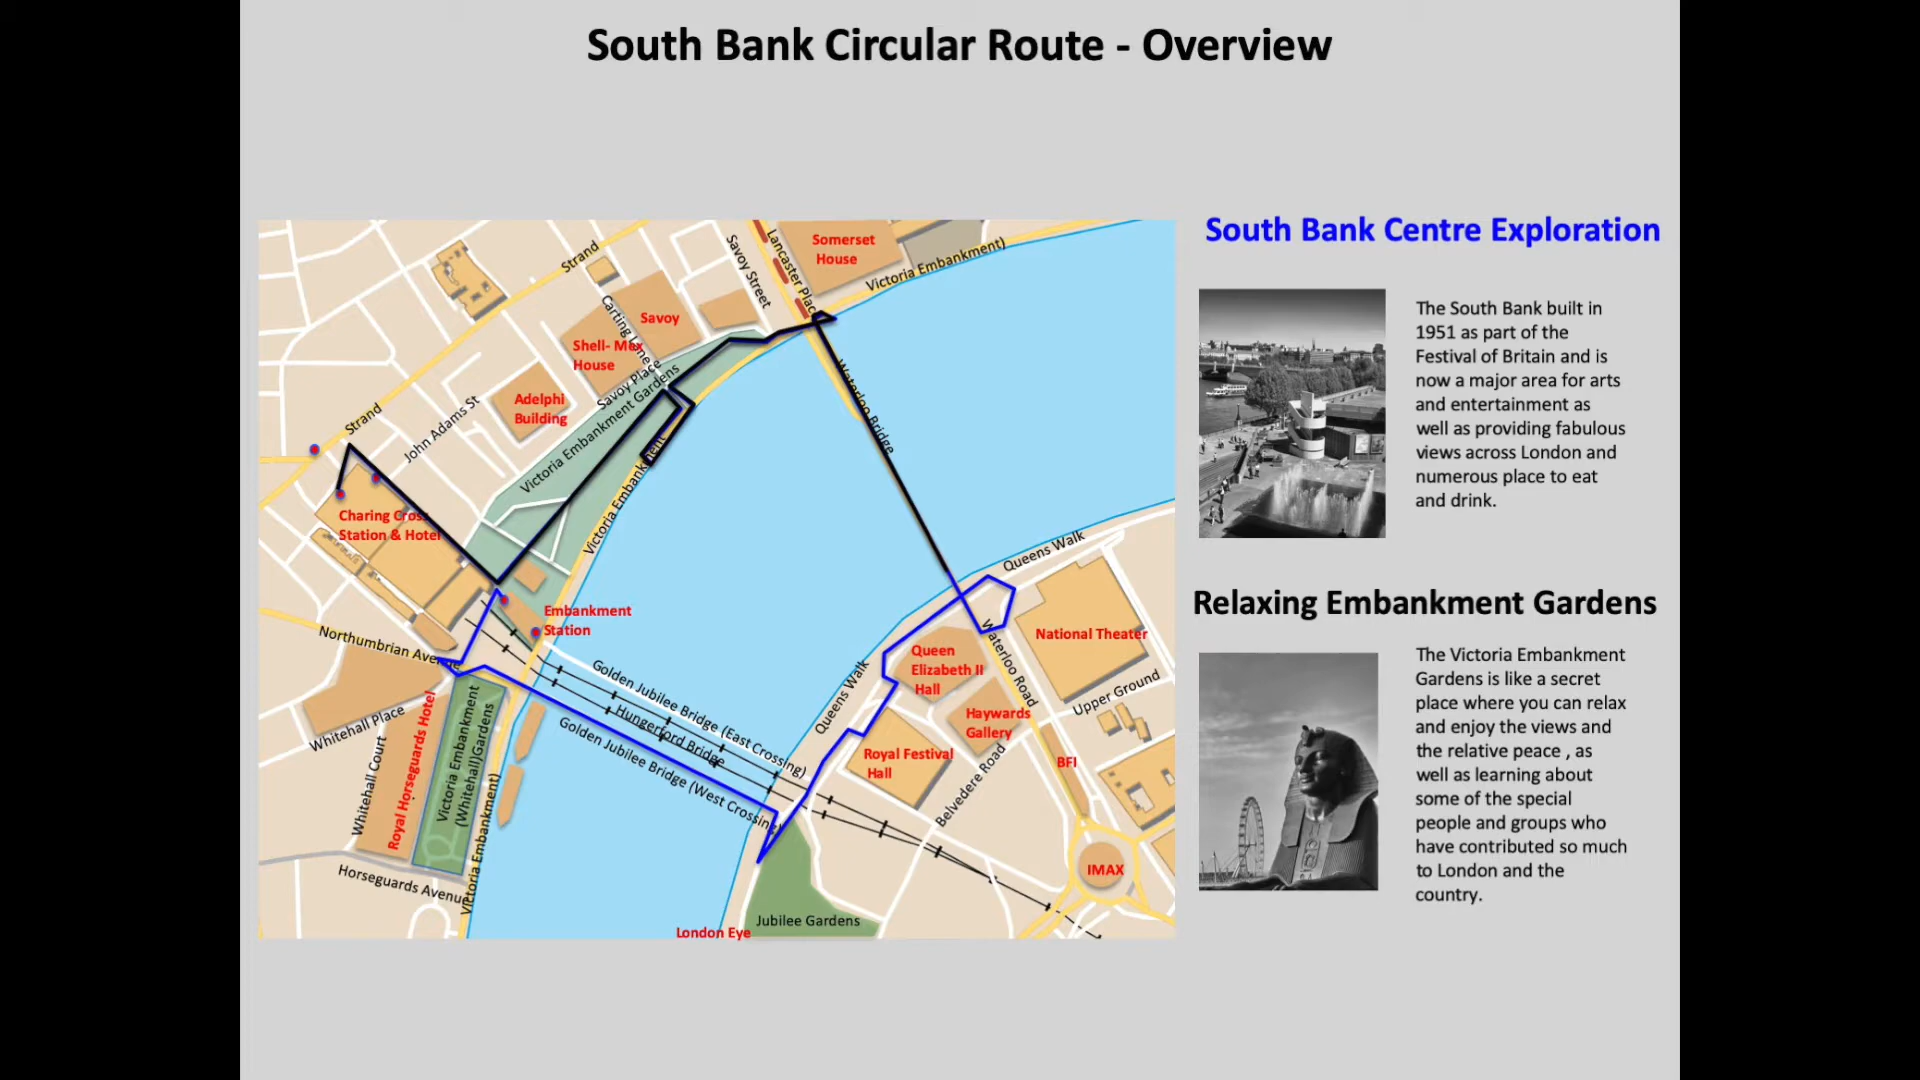 South Bank Circular Route - Overview
Somerset
House
Victoria Embankment)
Lancaster Place
Savoy Street
Strand
Carting Lane
Savoy
Shell- Mex
House
Savoy Place
Adelphi
Building
Victoria Embankment Gardens
John Adams St
Strand
Waterloo Bridge
Victoria Embankment
Charing Cross
Station & Hotel
Queens Walk
Embankment
Station
Northumbrian Avenue
National Theater
Queen
Elizabeth II
Hall
Waterloo Road
Golden Jubilee Bridge (East Crossing)
Hungerford Bridge
Golden Jubilee Bridge (West Crossing)
Queens Walk
Upper Ground
Haywards
Gallery
Whitehall Place
Royal Horseguards Hotel
Victoria Embankment
(Whitehall)Gardens
Whitehall Court
Royal Festival
Hall
BFI
Belvedere Road
Victoria Embankment)
Horseguards Avenue
IMAX
Jubilee Gardens
London Eye
South Bank Centre Exploration
The South Bank built in
1951 as part of the
Festival of Britain and is
now a major area for arts
and entertainment as
well as providing fabulous
views across London and
numerous place to eat
and drink.
Relaxing Embankment Gardens
The Victoria Embankment
Gardens is like a secret
place where you can relax
and enjoy the views and
the relative peace , as
well as learning about
some of the special
people and groups who
have contributed so much
to London and the
country.